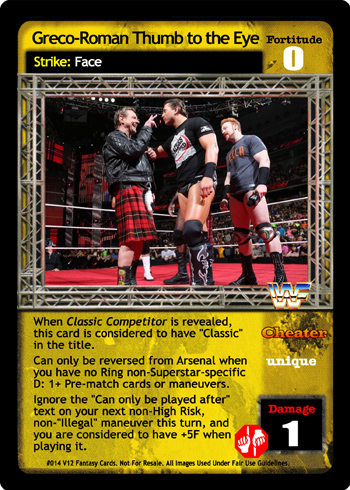 Greco-Roman Thumb to the Eye
Fortitude
0
Strike: Face
When Classic Competitor is revealed,
this card is considered to have "Classic"
in the title.
Can only be reversed from Arsenal when
you have no Ring non-Superstar-specific
D: 1+ Pre-match cards or maneuvers.
Ignore the "Can only be played after"
text on your next non-High Risk,
non-"Illegal" maneuver this turn, and
you are considered to have +5F when
playing it.
WF
Cheater
unique
Damage
1
#014 V12 Fantasy Cards. Not For Resale. All Images Used Under Fair Use Guidelines.